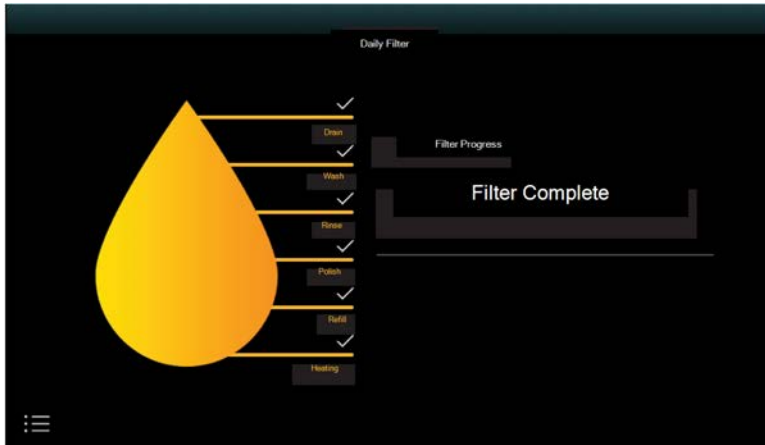 Daily Filter
Drain
Wash
Rinse
Polish
Refill
Heating
Filter Progress
Filter Complete